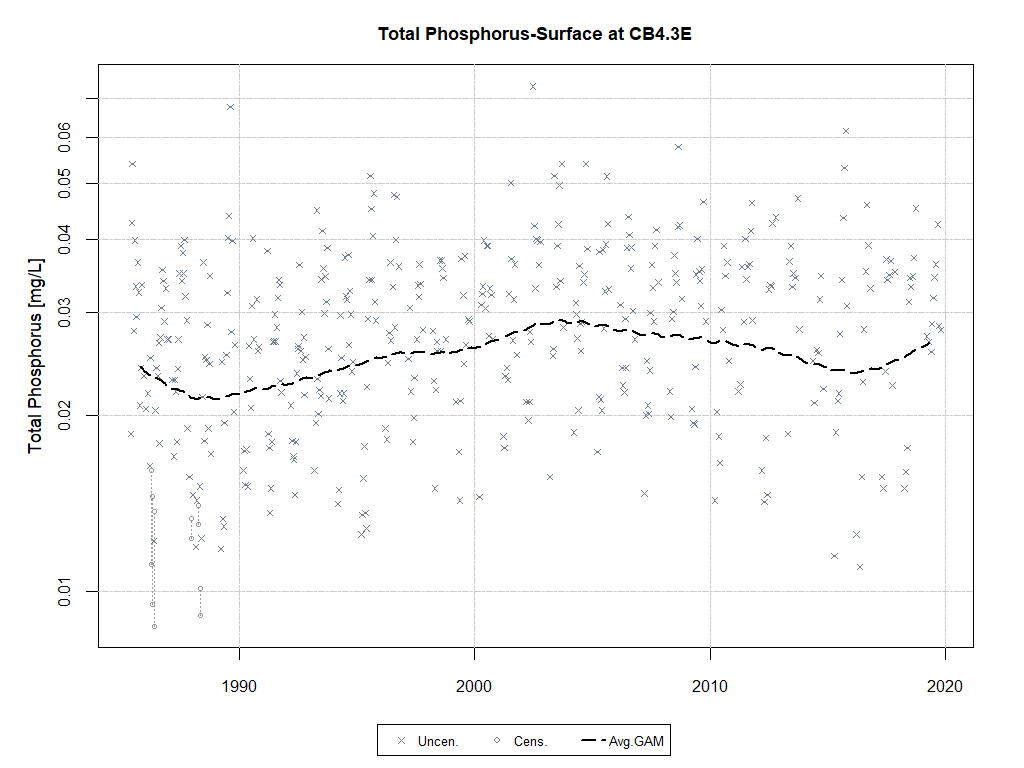 Total Phosphorus-Surface at CB4.3E
Total Phosphorus [mg/L]
0.06
0.05
0.04
0.03
0.02
0.01
1990 2000 2010 2020
Uncen. Cens. Avg.GAM